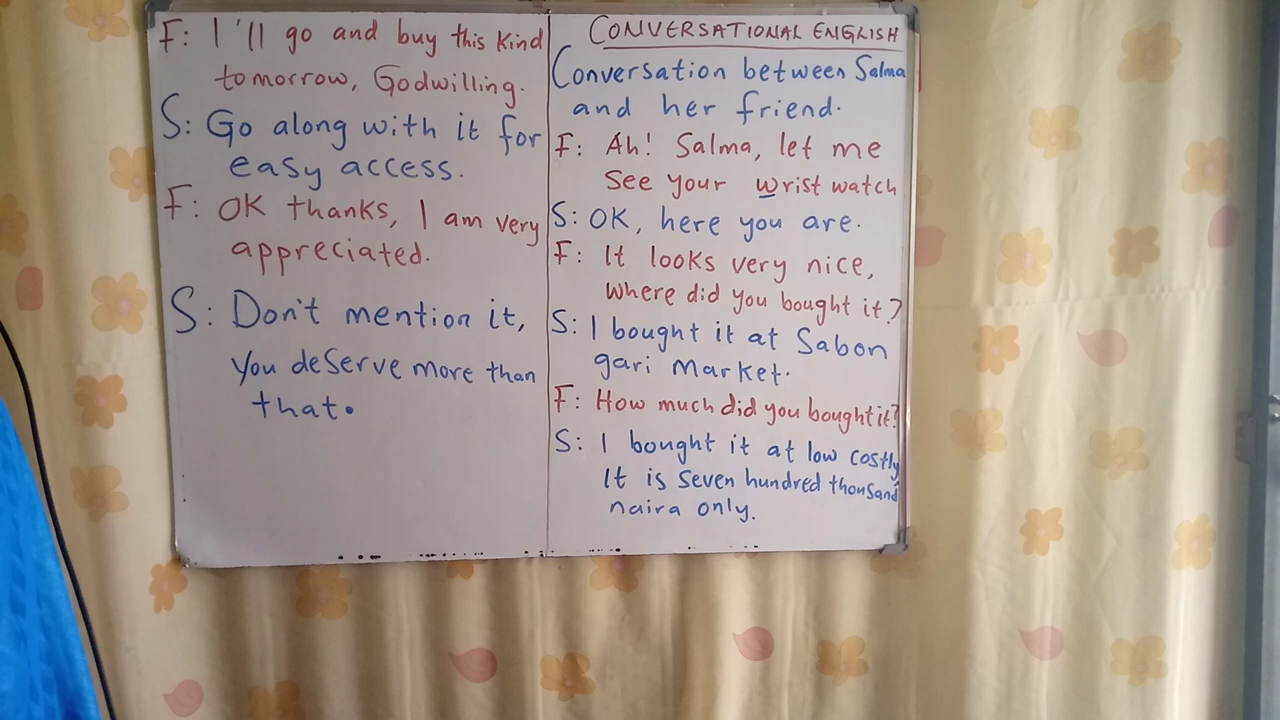 CONVERSATIONAL ENGLISH
Conversation between Salma
and her friend.
F: Ah! Salma, let me
see your wrist watch
S: OK, here you are.
F: It looks very nice,
where did you bought it?
S: I bought it at Sabon
gari market.
F: How much did you bought it?
S: I bought it at low costly
It is seven hundred thousand
naira only.
F: I'll go and buy this kind
tomorrow, Godwilling.
S: Go along with it for
easy access.
F: OK thanks, I am very
appreciated.
S: Don't mention it,
you deserve more than
that.